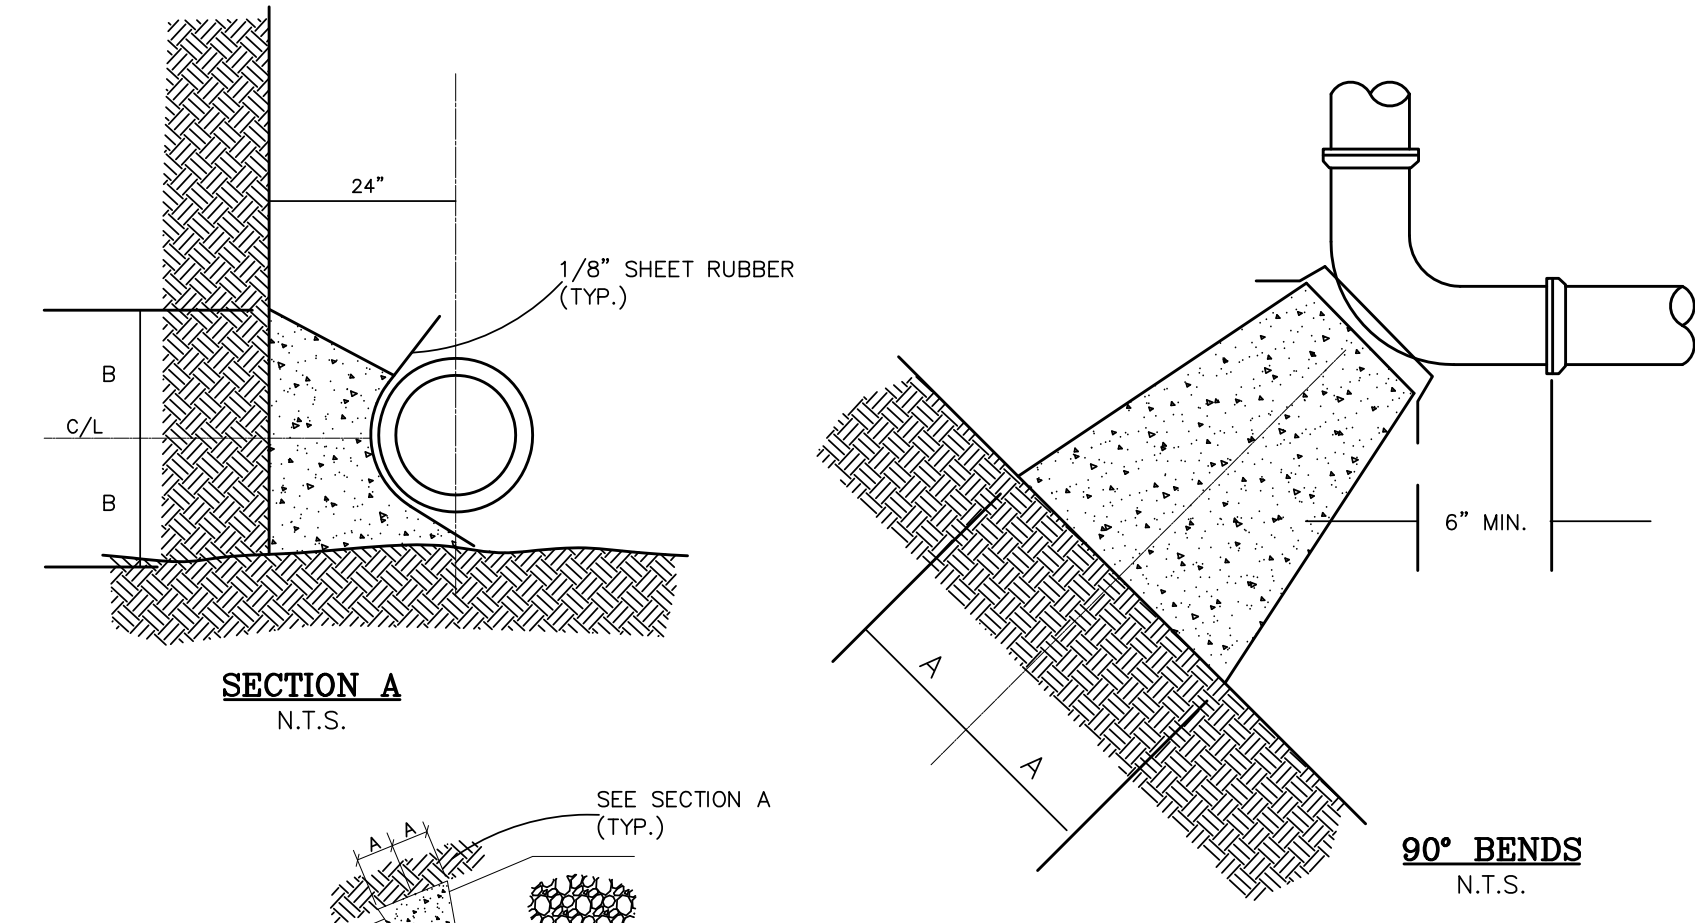 24”
1/8” SHEET RUBBER
(TYP.)
B
C/L
B
SECTION A
N.T.S.
6” MIN.
A
A
90° BENDS
N.T.S.
SEE SECTION A
(TYP.)
A
A